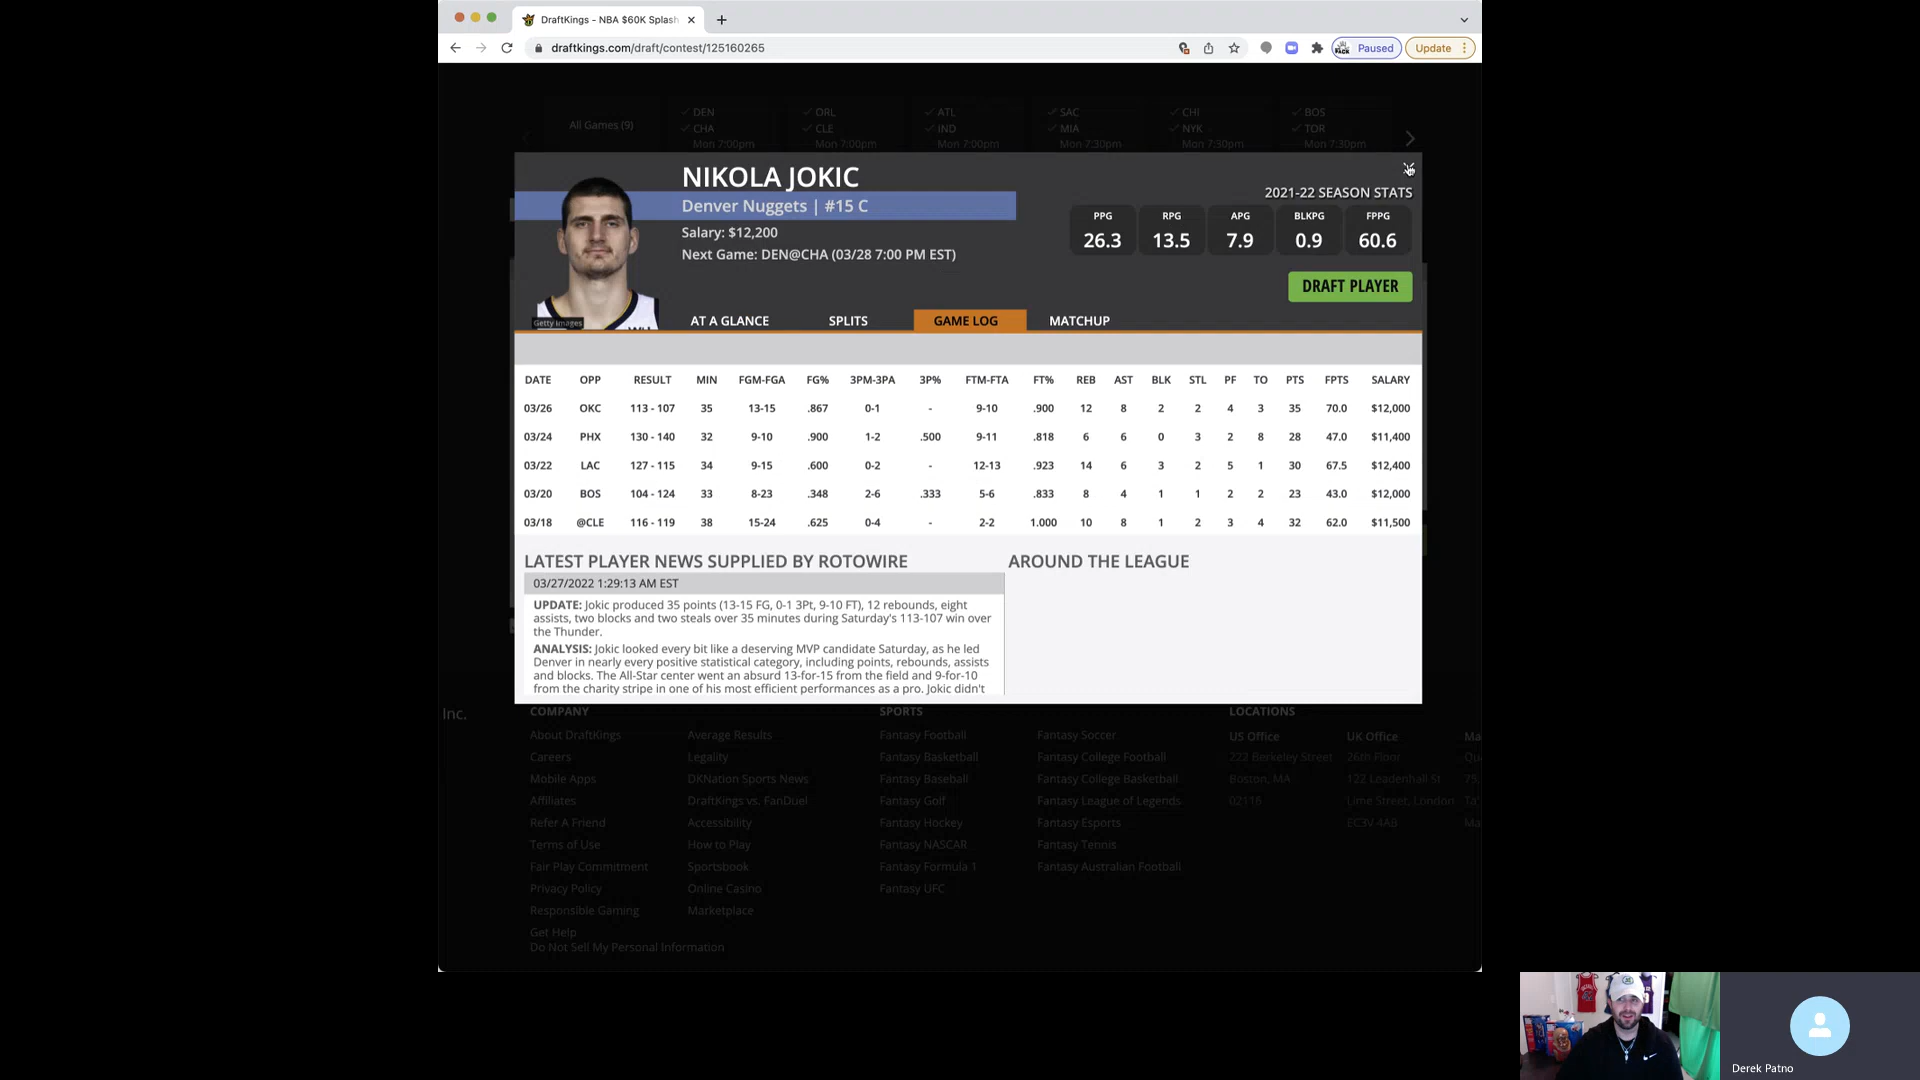 DraftKings - NBA $60K Splash
draftkings.com/draft/contest/125160265
Paused
Update
All Games (9)
DEN
CHA
Mon 7:00pm
ORL
CLE
Mon 7:00pm
ATL
IND
Mon 7:00pm
SAC
MIA
Mon 7:30pm
CHI
NYK
Mon 7:30pm
BOS
TOR
Mon 7:30pm
NIKOLA JOKIC
Denver Nuggets | #15 C
Salary: $12,200
Next Game: DEN@CHA (03/28 7:00 PM EST)
Getty Images
2021-22 SEASON STATS
PPG RPG APG BLKPG FPPG
26.3 13.5 7.9 0.9 60.6
DRAFT PLAYER
AT A GLANCE SPLITS GAME LOG MATCHUP
DATE OPP RESULT MIN FGM-FGA FG% 3PM-3PA 3P% FTM-FTA FT% REB AST BLK STL PF TO PTS FPTS SALARY
03/26 OKC 113 - 107 35 13-15 .867 0-1 - 9-10 .900 12 8 2 2 4 3 35 70.0 $12,000
03/24 PHX 130 - 140 32 9-10 .900 1-2 .500 9-11 .818 6 6 0 3 2 8 28 47.0 $11,400
03/22 LAC 127 - 115 34 9-15 .600 0-2 - 12-13 .923 14 6 3 2 5 1 30 67.5 $12,400
03/20 BOS 104 - 124 33 8-23 .348 2-6 .333 5-6 .833 8 4 1 1 2 2 23 43.0 $12,000
03/18 @CLE 116 - 119 38 15-24 .625 0-4 - 2-2 1.000 10 8 1 2 3 4 32 62.0 $11,500
LATEST PLAYER NEWS SUPPLIED BY ROTOWIRE
03/27/2022 1:29:13 AM EST
UPDATE: Jokic produced 35 points (13-15 FG, 0-1 3Pt, 9-10 FT), 12 rebounds, eight
assists, two blocks and two steals over 35 minutes during Saturday's 113-107 win over
the Thunder.
ANALYSIS: Jokic looked every bit like a deserving MVP candidate Saturday, as he led
Denver in nearly every positive statistical category, including points, rebounds, assists
and blocks. The All-Star center went an absurd 13-for-15 from the field and 9-for-10
from the charity stripe in one of his most efficient performances as a pro. Jokic didn't
AROUND THE LEAGUE
Inc.
COMPANY
About DraftKings
Careers
Mobile Apps
Affiliates
Refer A Friend
Terms of Use
Fair Play Commitment
Privacy Policy
Responsible Gaming
Get Help
Do Not Sell My Personal Information
Average Results
Legality
DKNation Sports News
DraftKings vs. FanDuel
Accessibility
How to Play
Sportsbook
Online Casino
Marketplace
SPORTS
Fantasy Football
Fantasy Basketball
Fantasy Baseball
Fantasy Golf
Fantasy Hockey
Fantasy NASCAR
Fantasy Formula 1
Fantasy UFC
Fantasy Soccer
Fantasy College Football
Fantasy College Basketball
Fantasy League of Legends
Fantasy Esports
Fantasy Tennis
Fantasy Australian Football
LOCATIONS
US Office
222 Berkeley Street
Boston, MA
02116
UK Office
26th Floor
122 Leadenhall St
Lime Street, London
EC3V 4AB
Derek Patno